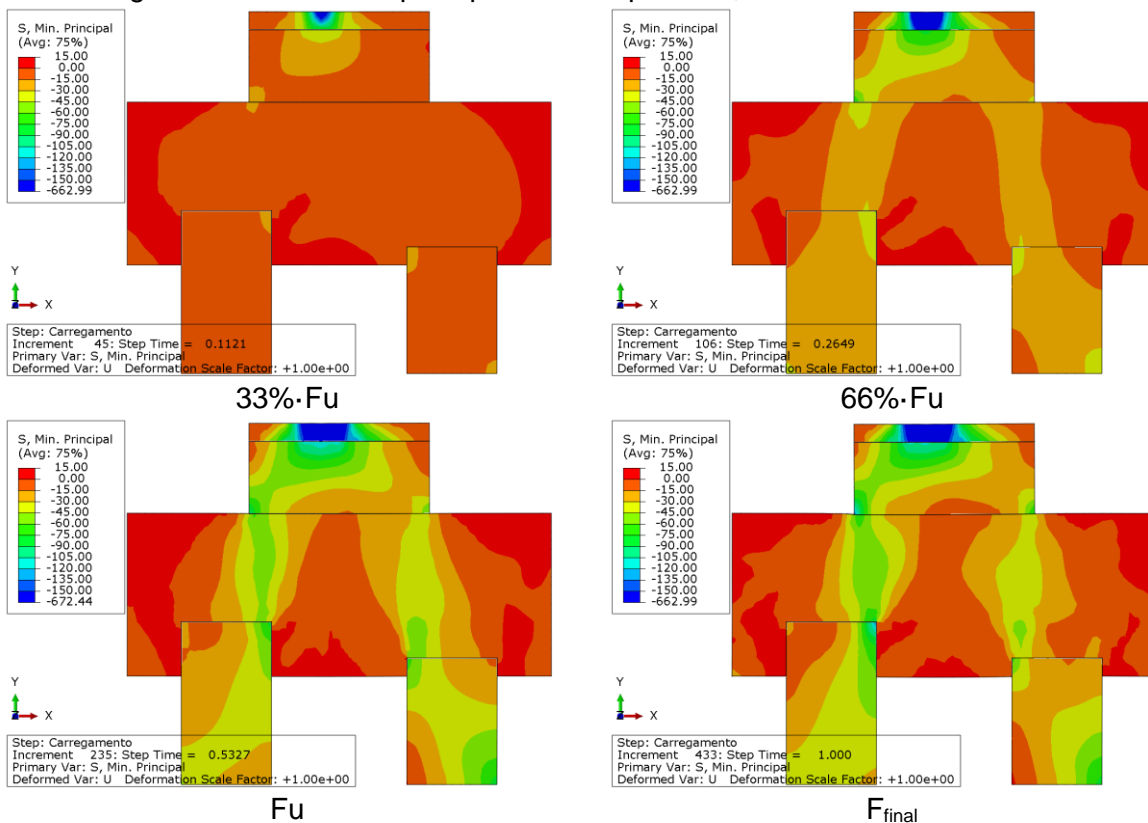 S, Min. Principal
(Avg: 75%)
15.00
0.00
-15.00
-30.00
-45.00
-60.00
-75.00
-90.00
-105.00
-120.00
-135.00
-150.00
-662.99
Y
Z X
Step: Carregamento
Increment 45: Step Time = 0.1121
Primary Var: S, Min. Principal
Deformed Var: U Deformation Scale Factor: +1.00e+00
33%·Fu
S, Min. Principal
(Avg: 75%)
15.00
0.00
-15.00
-30.00
-45.00
-60.00
-75.00
-90.00
-105.00
-120.00
-135.00
-150.00
-662.99
Y
Z X
Step: Carregamento
Increment 106: Step Time = 0.2649
Primary Var: S, Min. Principal
Deformed Var: U Deformation Scale Factor: +1.00e+00
66%·Fu
S, Min. Principal
(Avg: 75%)
15.00
0.00
-15.00
-30.00
-45.00
-60.00
-75.00
-90.00
-105.00
-120.00
-135.00
-150.00
-672.44
Y
Z X
Step: Carregamento
Increment 235: Step Time = 0.5327
Primary Var: S, Min. Principal
Deformed Var: U Deformation Scale Factor: +1.00e+00
Fu
S, Min. Principal
(Avg: 75%)
15.00
0.00
-15.00
-30.00
-45.00
-60.00
-75.00
-90.00
-105.00
-120.00
-135.00
-150.00
-662.99
Y
Z X
Step: Carregamento
Increment 433: Step Time = 1.000
Primary Var: S, Min. Principal
Deformed Var: U Deformation Scale Factor: +1.00e+00
Ffinal